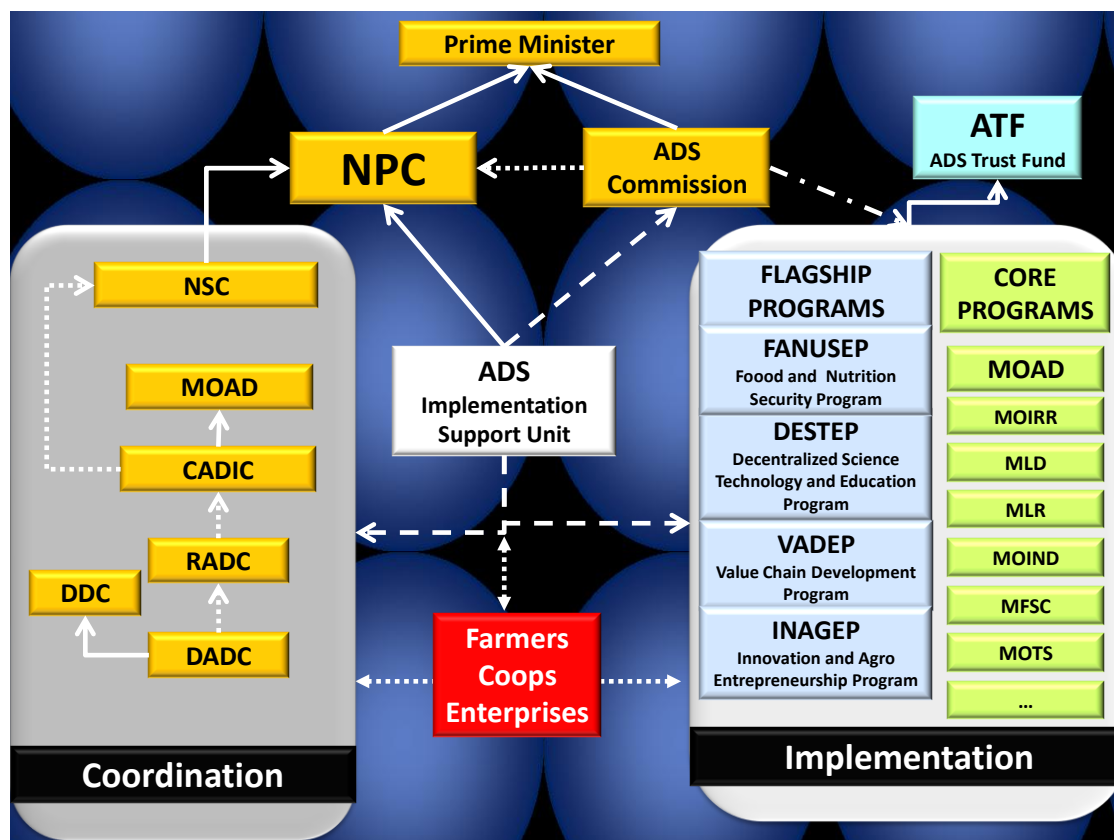 Prime Minister
NPC
ADS
Commission
ATF
ADS Trust Fund
NSC
MOAD
CADIC
RADC
DDC
DADC
Coordination
ADS
Implementation
Support Unit
Farmers
Coops
Enterprises
FLAGSHIP
PROGRAMS
FANUSEP
Foood and Nutrition
Security Program
DESTEP
Decentralized Science
Technology and Education
Program
VADEP
Value Chain Development
Program
INAGEP
Innovation and Agro
Entrepreneurship Program
CORE
PROGRAMS
MOAD
MOIRR
MLD
MLR
MOIND
MFSC
MOTS
...
Implementation